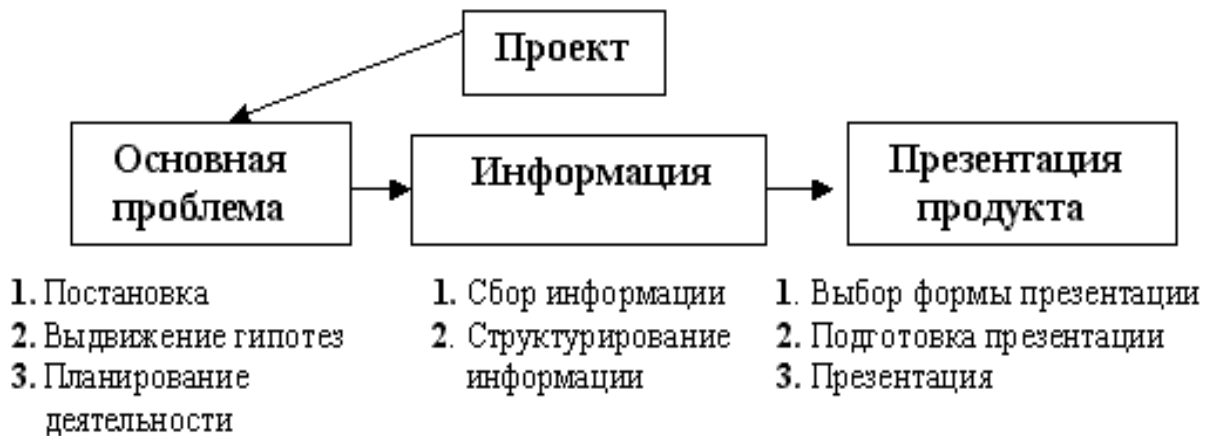 Проект
Основная
проблема
Информация
Презентация
продукта
1. Постановка
2. Выдвижение гипотез
3. Планирование
деятельности
1. Сбор информации
2. Структурирование
информации
1. Выбор формы презентации
2. Подготовка презентации
3. Презентация